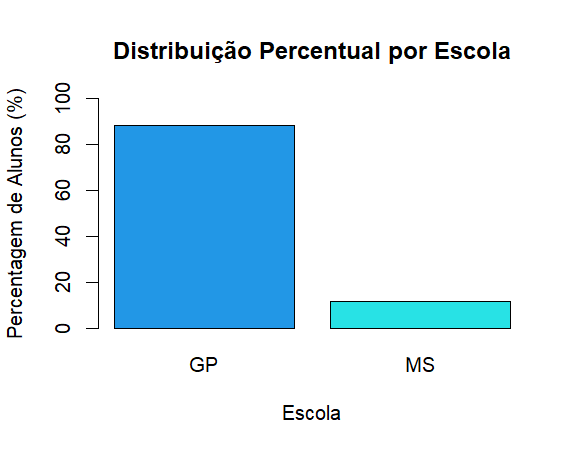 Distribuição Percentual por Escola
Percentagem de Alunos (%)
100
80
60
40
20
0
GP
MS
Escola